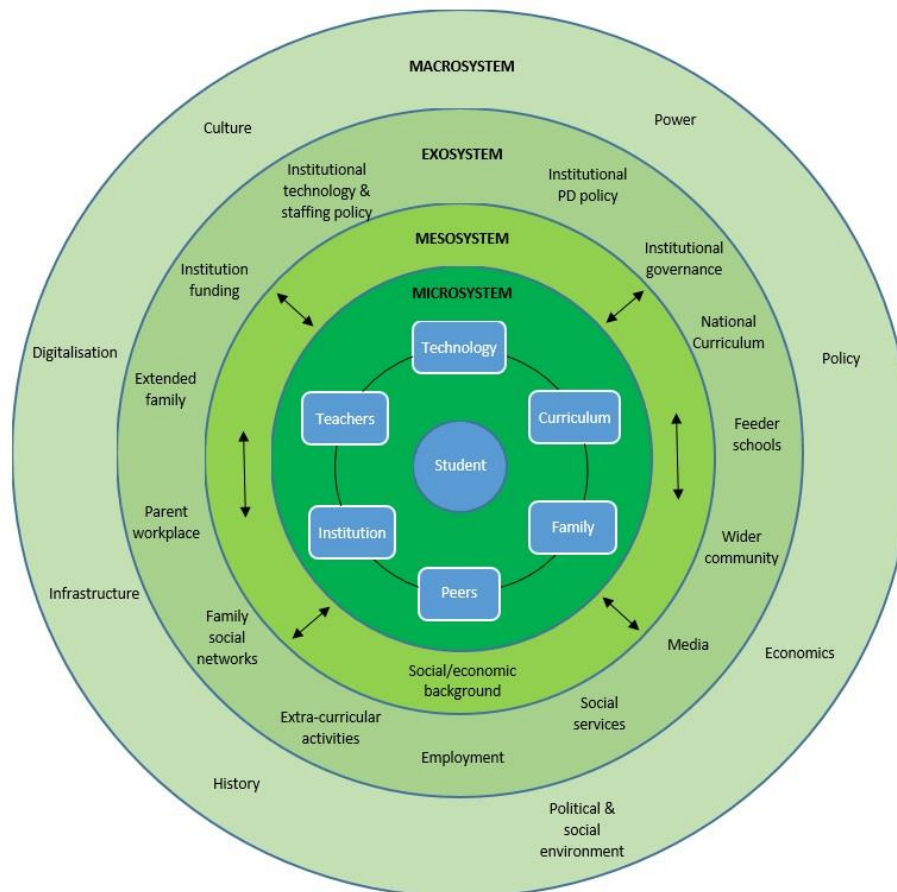 MACROSYSTEM
Culture
Power
EXOSYSTEM
Institutional
technology &
staffing policy
Institutional
PD policy
MESOSYSTEM
Institution
funding
Institutional
governance
MICROSYSTEM
National
Curriculum
Technology
Digitalisation
Policy
Extended
family
Teachers
Curriculum
Feeder
schools
Student
Parent
workplace
Institution
Family
Wider
community
Infrastructure
Peers
Family
social
networks
Media
Economics
Social/economic
background
Social
services
Extra-curricular
activities
Employment
History
Political &
social
environment